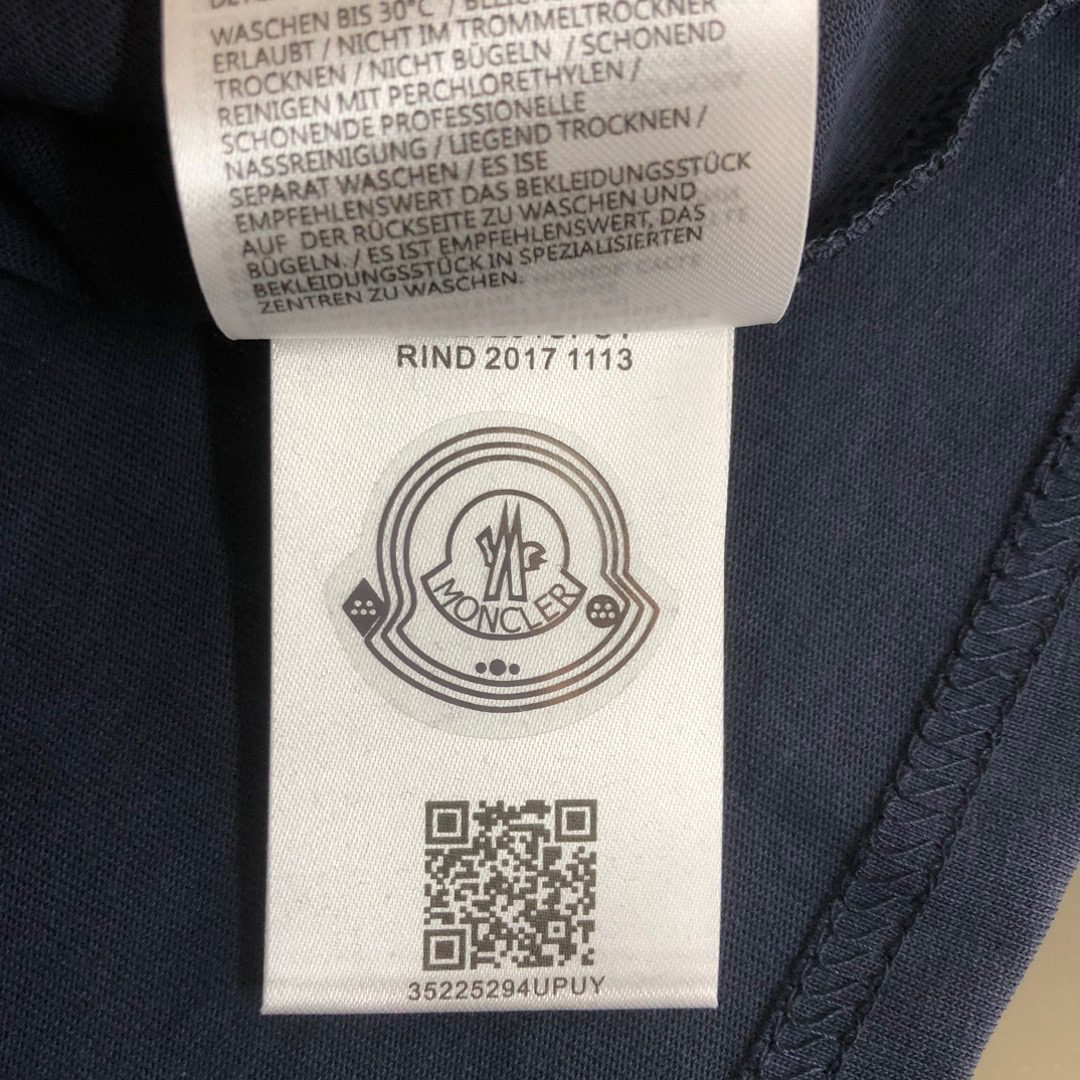 WASCHEN BIS 30°C /
ERLAUBT / NICHT IM TROMMELTROCKNER
TROCKNEN / NICHT BÜGELN / SCHONEND
REINIGEN MIT PERCHLORETHYLEN /
SCHONENDE PROFESSIONELLE
NASSREINIGUNG / LIEGEND TROCKNEN /
SEPARAT WASCHEN / ES ISE
EMPFEHLENSWERT DAS BEKLEIDUNGSSTÜCK
AUF DER RÜCKSEITE ZU WASCHEN UND
BÜGELN. / ES IST EMPFEHLENSWERT, DAS
BEKLEIDUNGSSTÜCK IN SPEZIALISIERTEN
ZENTREN ZU WASCHEN.
RIND 2017 1113
MONCLER
35225294UPUY